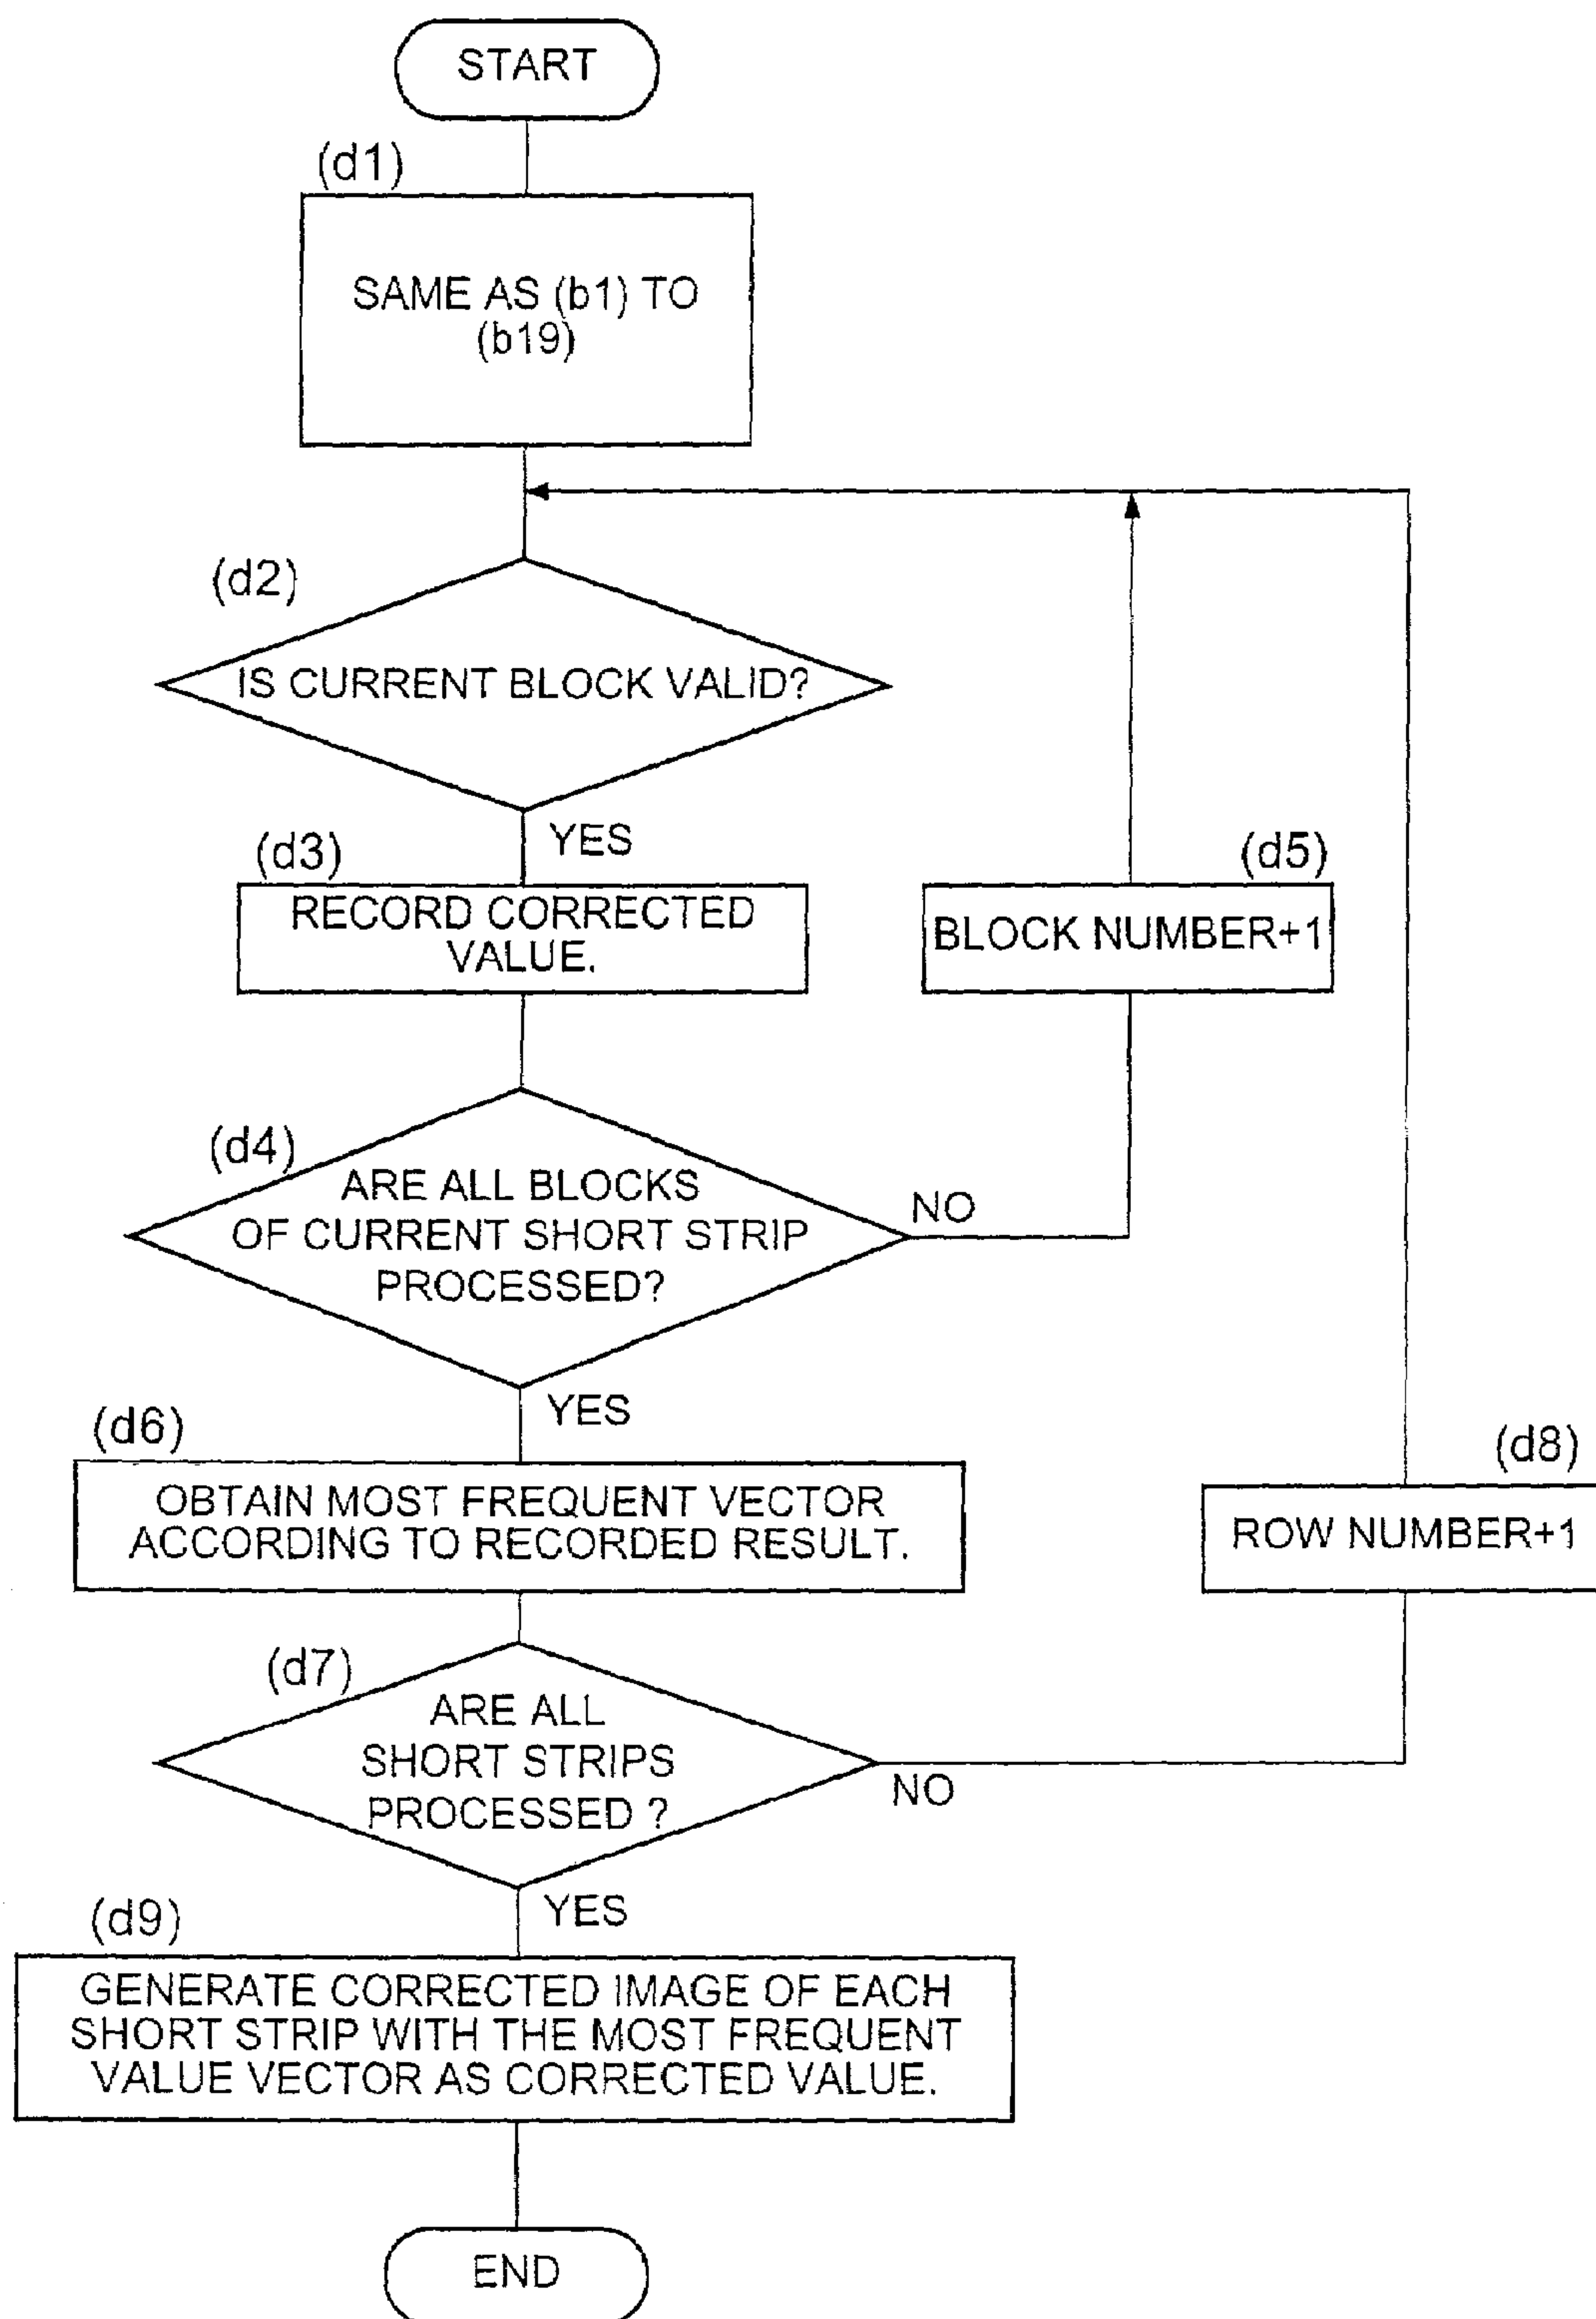 START
(d1)
SAME AS (b1) TO
(b19)
(d2)
IS CURRENT BLOCK VALID?
YES
(d3)
RECORD CORRECTED
VALUE.
(d5)
BLOCK NUMBER+1
(d4)
ARE ALL BLOCKS
OF CURRENT SHORT STRIP
PROCESSED?
NO
YES
(d6)
OBTAIN MOST FREQUENT VECTOR
ACCORDING TO RECORDED RESULT.
(d8)
ROW NUMBER+1
(d7)
ARE ALL
SHORT STRIPS
PROCESSED ?
NO
YES
(d9)
GENERATE CORRECTED IMAGE OF EACH
SHORT STRIP WITH THE MOST FREQUENT
VALUE VECTOR AS CORRECTED VALUE.
END